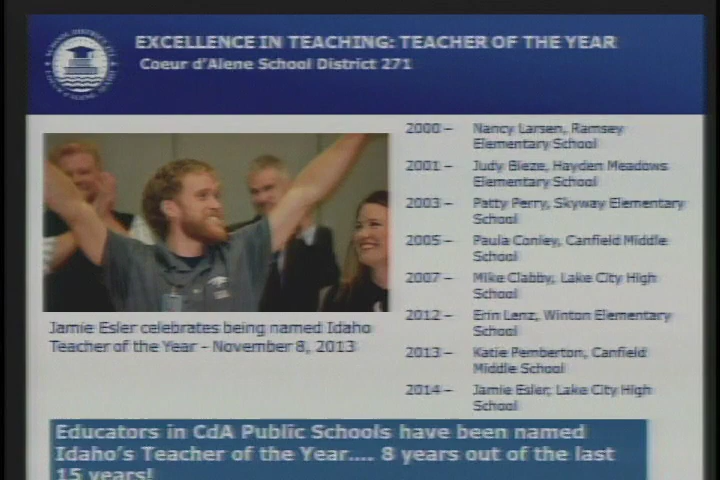 EXCELLENCE IN TEACHING: TEACHER OF THE YEAR
Coeur d'Alene School District 271
2000 – Nancy Larsen, Ramsey
Elementary School
2001 – Judy Bieze, Hayden Meadows
Elementary School
2003 – Patty Perry, Skyway Elementary
School
2005 – Paula Conley, Canfield Middle
School
2007 – Mike Clabby, Lake City High
School
2012 – Erin Lenz, Winton Elementary
School
2013 – Katie Pemberton, Canfield
Middle School
2014 – Jamie Esler, Lake City High
School
Jamie Esler celebrates being named Idaho
Teacher of the Year – November 8, 2013
Educators in CdA Public Schools have been named
Idaho's Teacher of the Year.... 8 years out of the last
15 years!